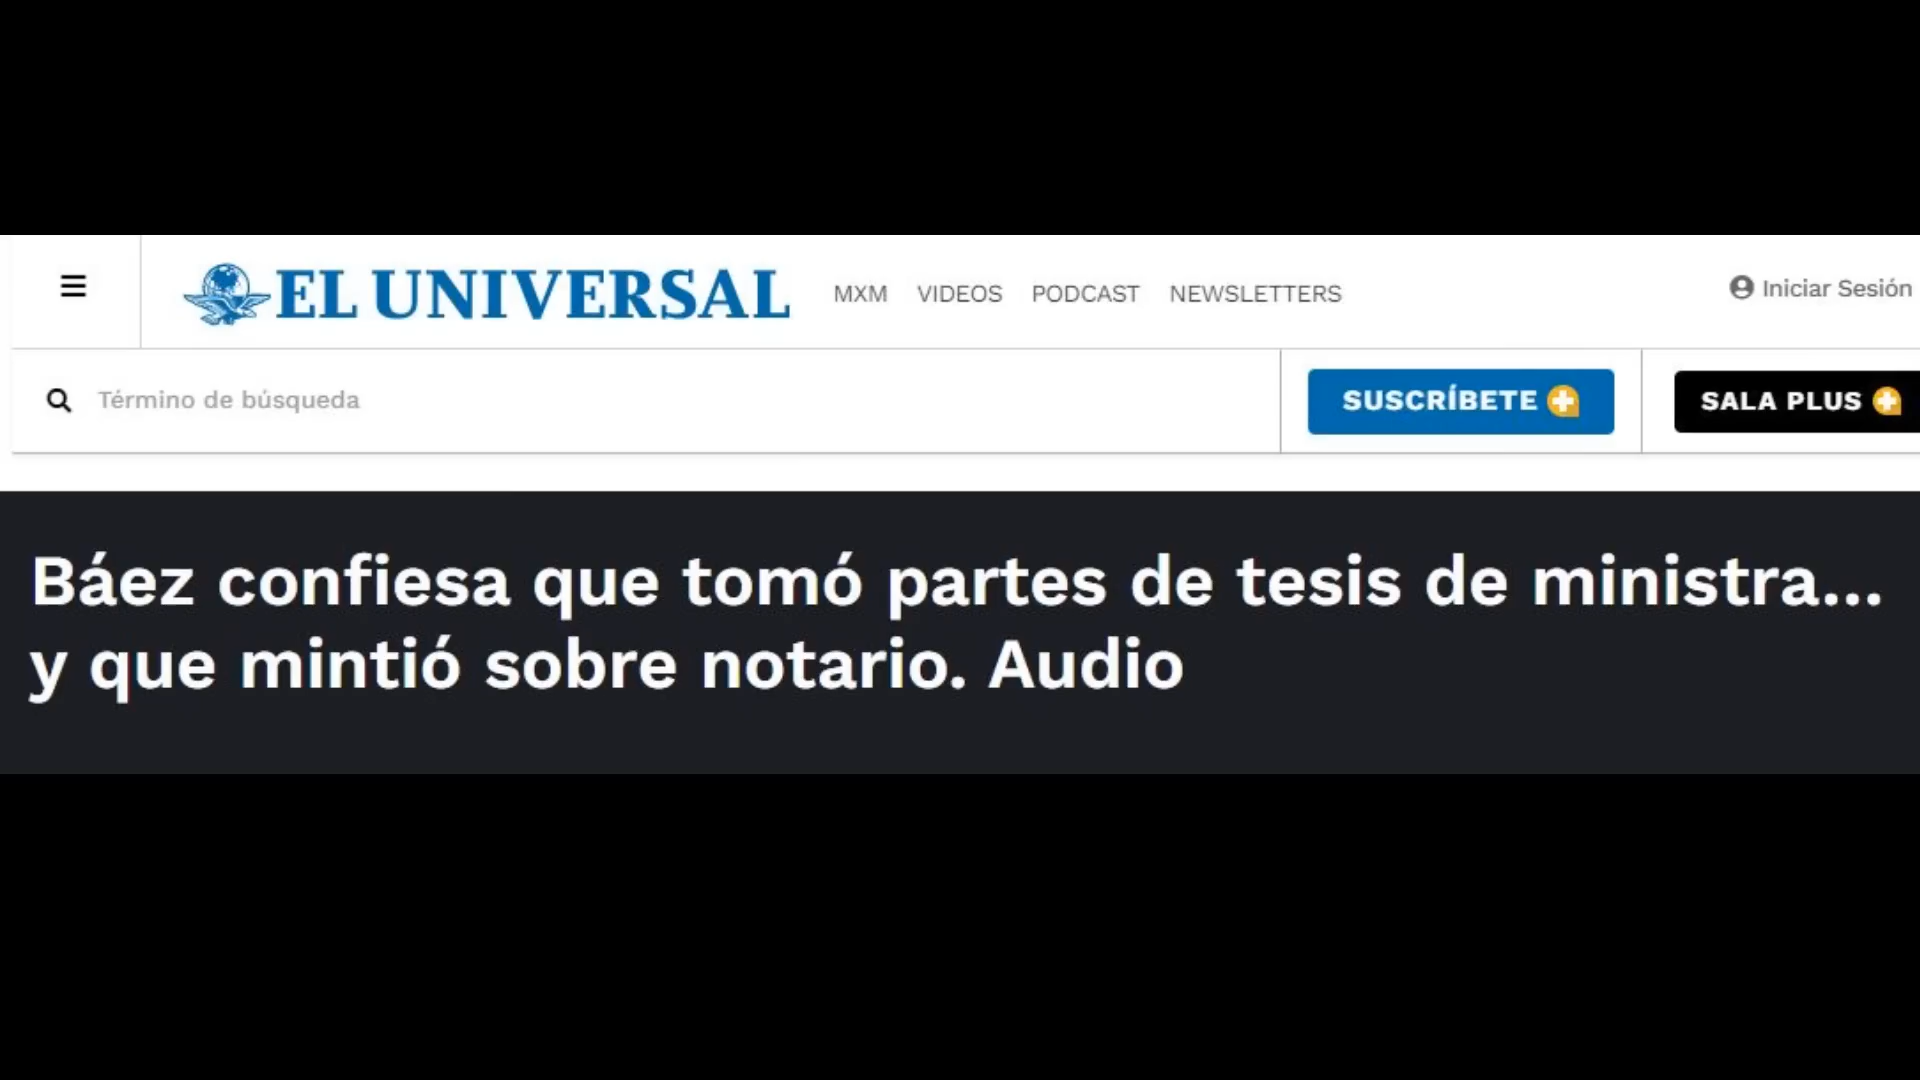 EL UNIVERSAL MXM VIDEOS PODCAST NEWSLETTERS Iniciar Sesión
Término de búsqueda SUSCRÍBETE SALA PLUS
Báez confiesa que tomó partes de tesis de ministra...
y que mintió sobre notario. Audio